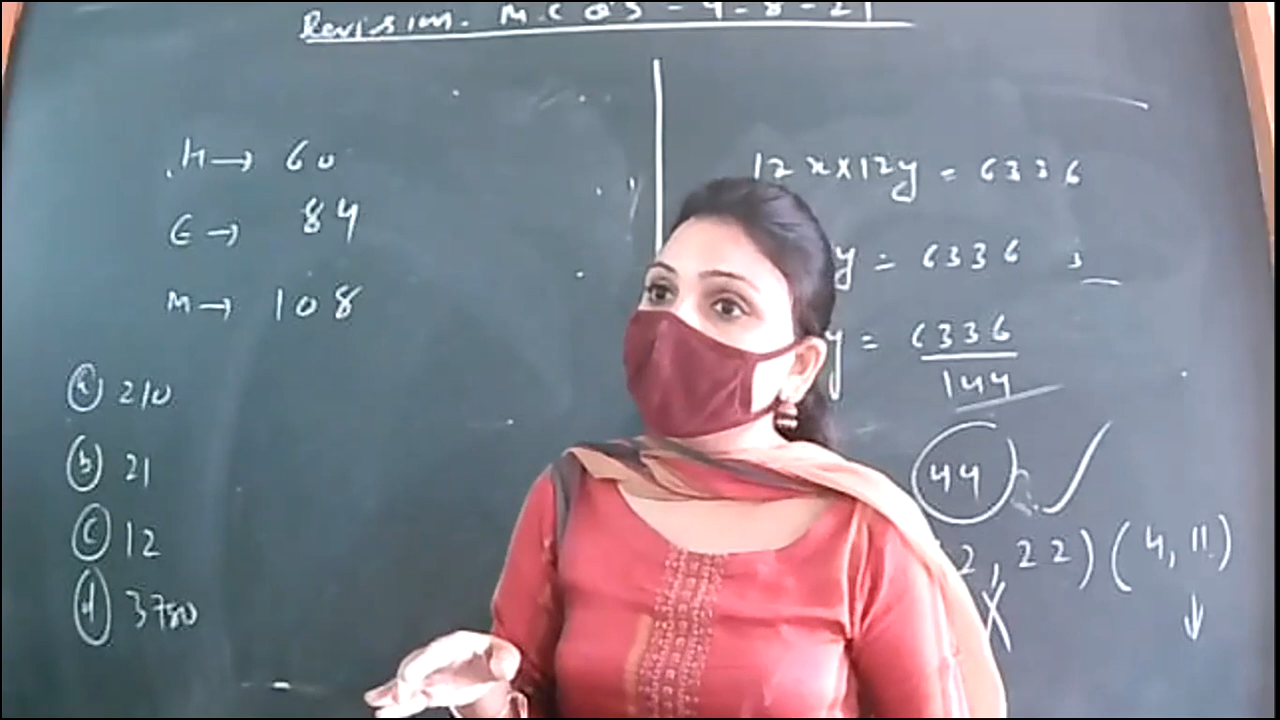 Revision. MCQs - 4-8-21
H → 60
E → 84
M → 108
(a) 210
(b) 21
(c) 12
(d) 3780
12x×12y = 6336
y = 6336
y = 6336
144
44 ✓
2, 22) (4, 11)
X ↓